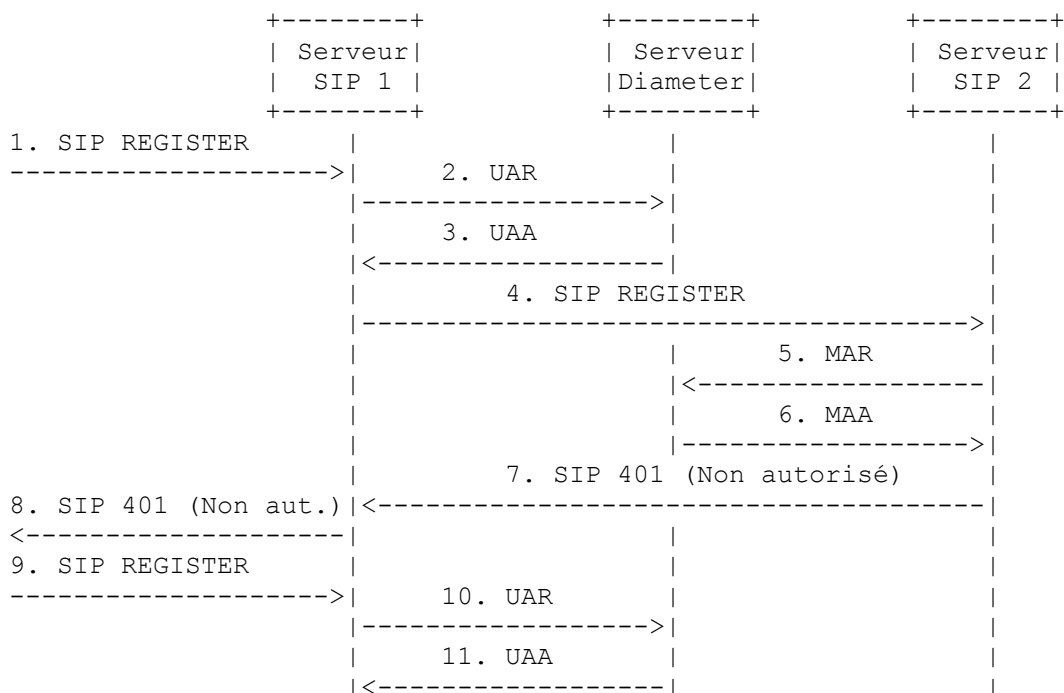 +--------+ +--------+ +--------+
| Serveur| | Serveur| | Serveur|
| SIP 1 | |Diameter| | SIP 2 |
+--------+ +--------+ +--------+
1. SIP REGISTER | | |
-------------------->| 2. UAR | |
|------------------>| |
| 3. UAA | |
|<------------------| |
| 4. SIP REGISTER |
|-------------------------------------->|
| | 5. MAR |
| |<------------------|
| | 6. MAA |
| |------------------>|
| 7. SIP 401 (Non autorisé) |
8. SIP 401 (Non aut.)|<--------------------------------------|
<--------------------| | |
9. SIP REGISTER | | |
-------------------->| 10. UAR | |
|------------------>| |
| 11. UAA | |
|<------------------| |